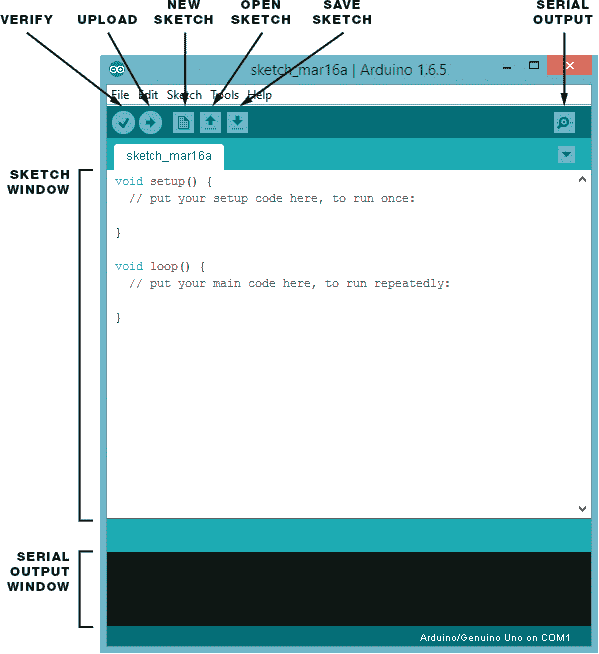 VERIFY
UPLOAD
NEW
SKETCH
OPEN
SKETCH
SAVE
SKETCH
SERIAL
OUTPUT
sketch_mar16a | Arduino 1.6.5
File Edit Sketch Tools Help
SKETCH
WINDOW
sketch_mar16a
void setup() {
// put your setup code here, to run once:
}
void loop() {
// put your main code here, to run repeatedly:
}
SERIAL
OUTPUT
WINDOW
Arduino/Genuino Uno on COM1